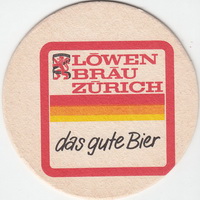 LÖWEN
BRÄU
ZÜRICH
das gute Bier